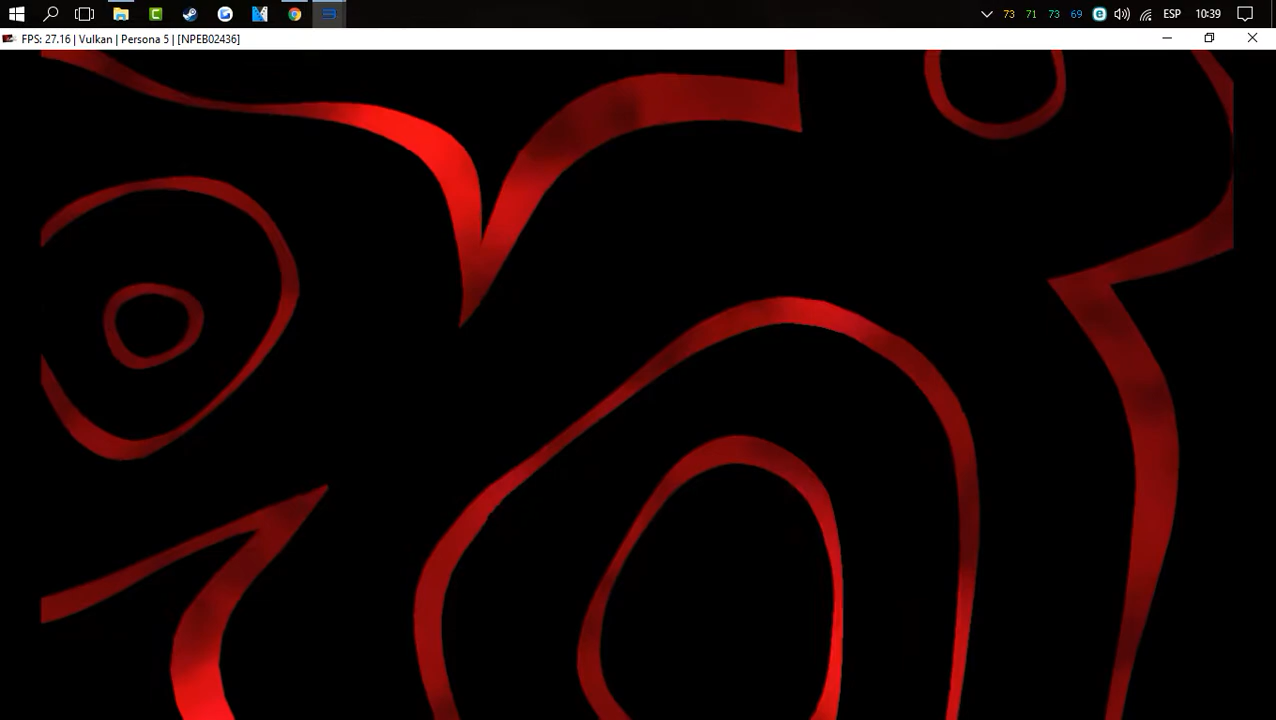 73 71 73 69 ESP 10:39
FPS: 27.16 | Vulkan | Persona 5 | [NPEB02436]